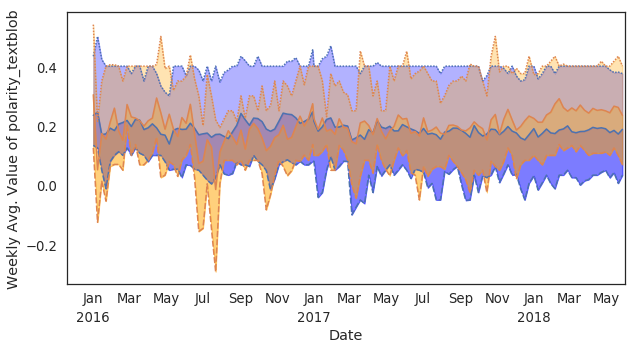 Weekly Avg. Value of polarity_textblob
0.4
0.2
0.0
−0.2
Jan Mar May Jul Sep Nov Jan Mar May Jul Sep Nov Jan Mar May
2016 2017 2018
Date